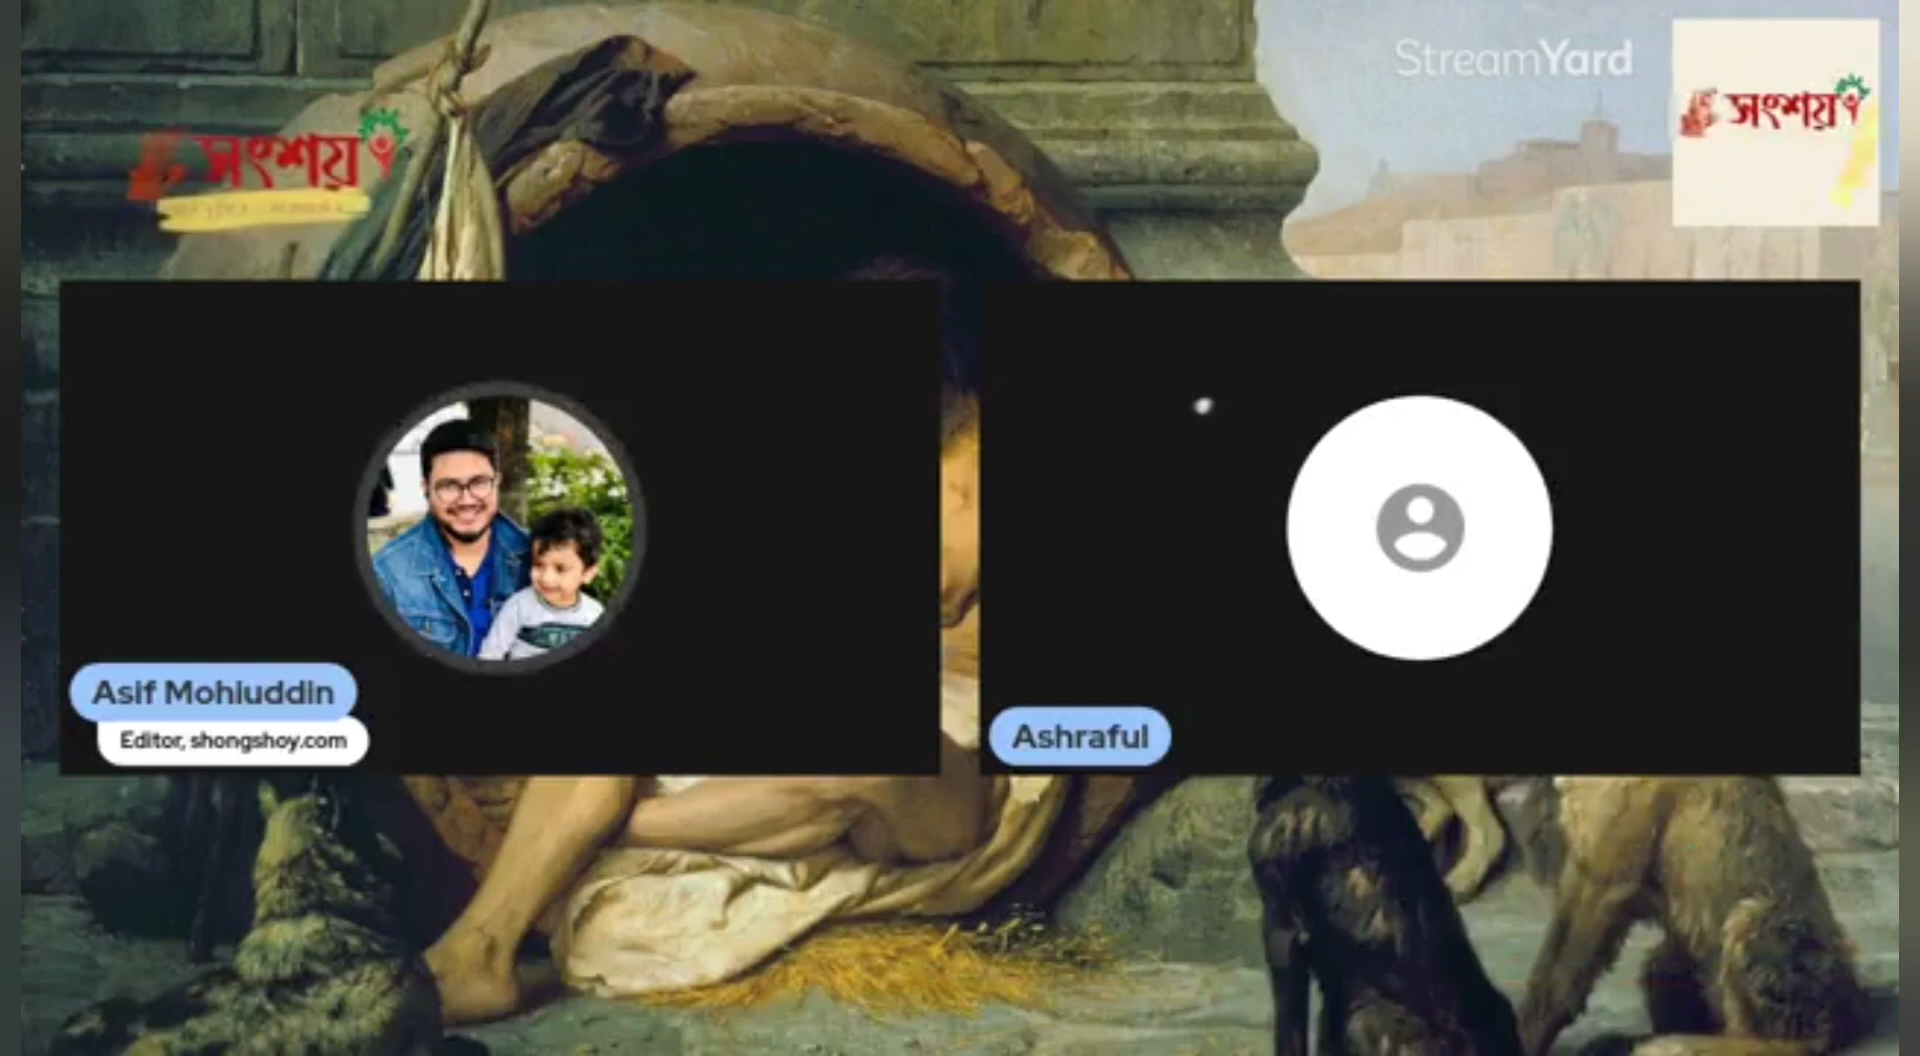 StreamYard
সংশয়
সংশয়
Asif Mohiuddin
Editor, shongshoy.com
Ashraful